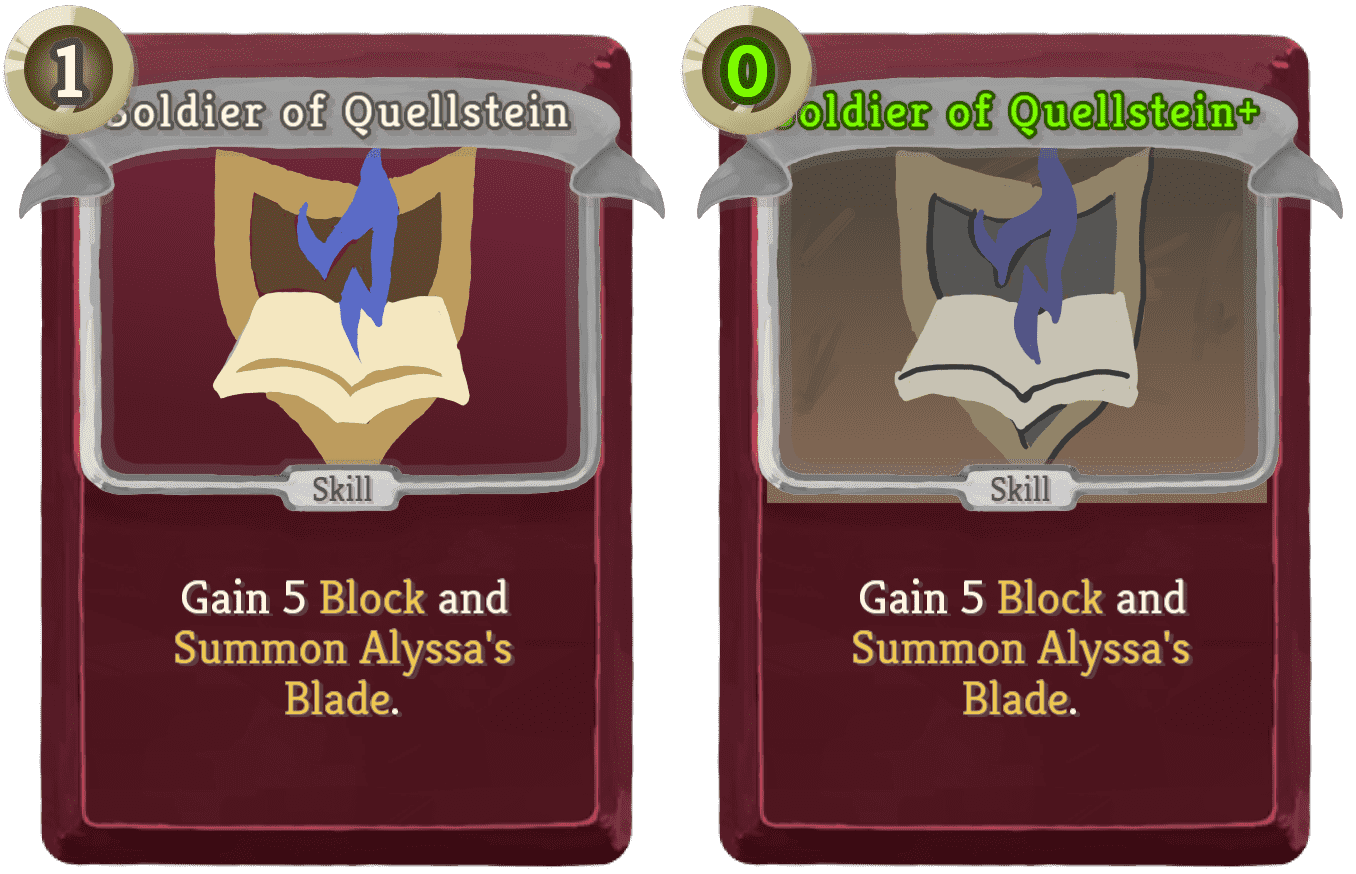 1
Soldier of Quellstein
Skill
Gain 5 Block and
Summon Alyssa's
Blade.
0
Soldier of Quellstein+
Skill
Gain 5 Block and
Summon Alyssa's
Blade.